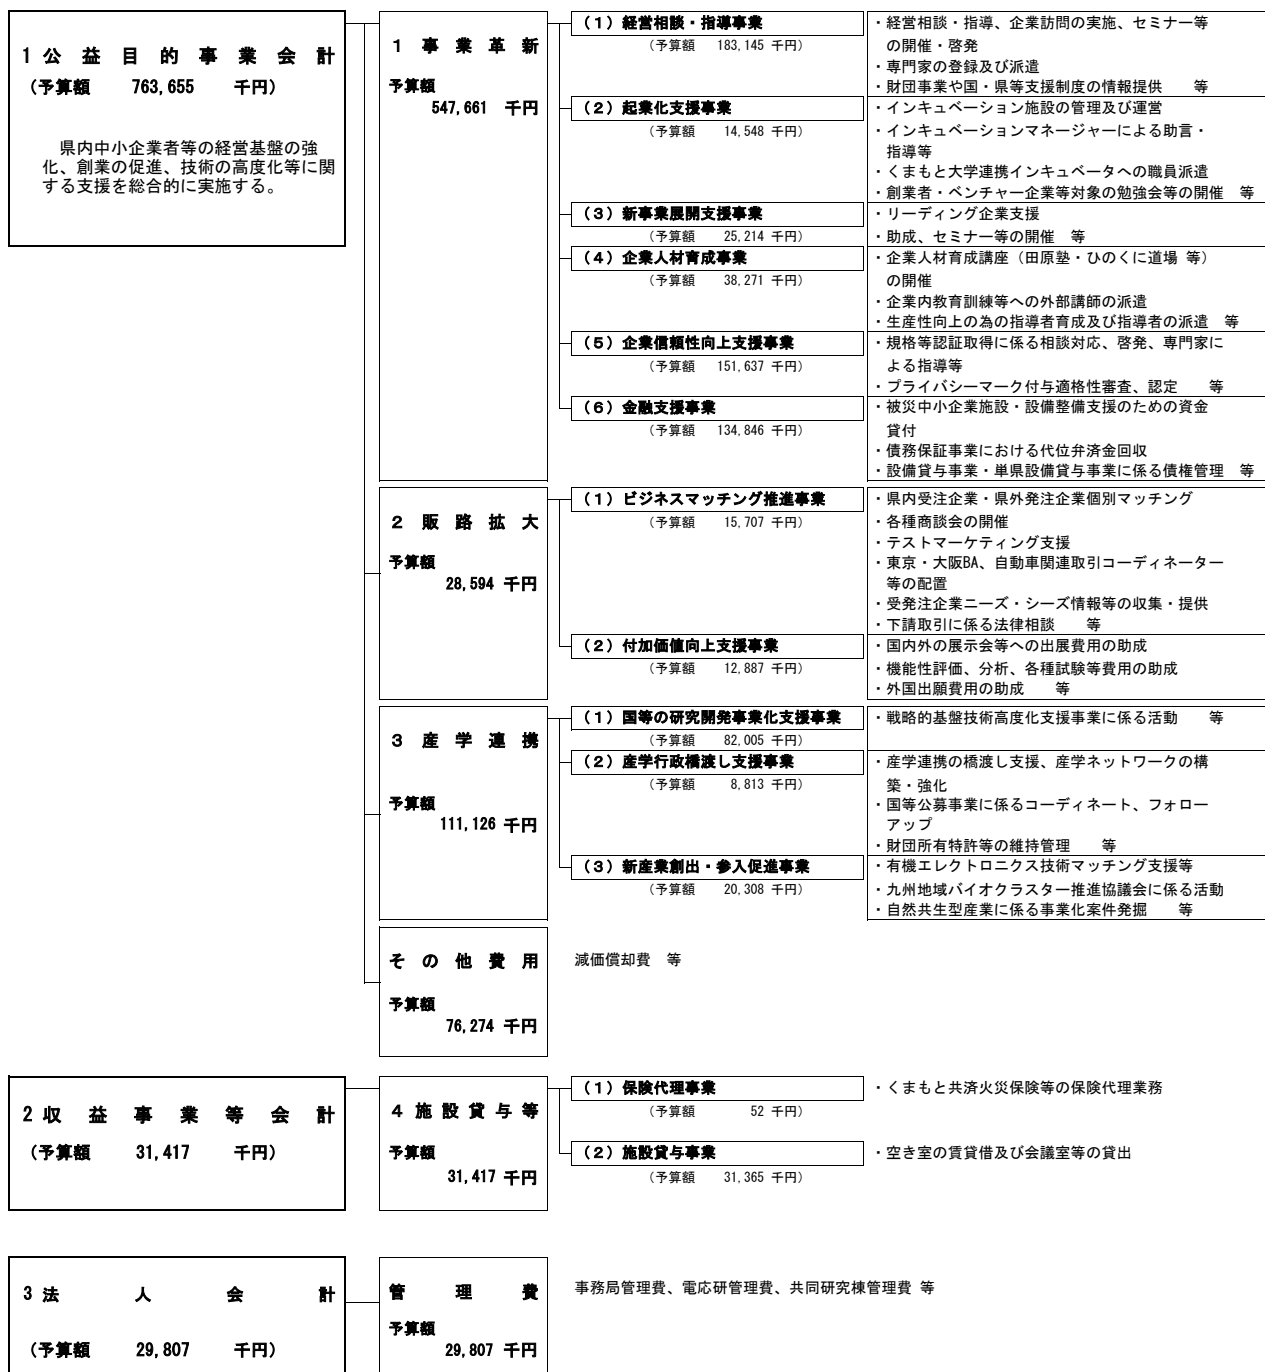 1 公益目的事業会計
(予算額 763,655 千円)
県内中小企業者等の経営基盤の強
化、創業の促進、技術の高度化等に関
する支援を総合的に実施する。
1 事業革新
予算額
547,661 千円
(1)経営相談・指導事業
(予算額 183,145 千円)
・経営相談・指導、企業訪問の実施、セミナー等
の開催・啓発
・専門家の登録及び派遣
・財団事業や国・県等支援制度の情報提供 等
(2)起業化支援事業
(予算額 14,548 千円)
・インキュベーション施設の管理及び運営
・インキュベーションマネージャーによる助言・
指導等
・くまもと大学連携インキュベータへの職員派遣
・創業者・ベンチャー企業等対象の勉強会等の開催 等
(3)新事業展開支援事業
(予算額 25,214 千円)
・リーディング企業支援
・助成、セミナー等の開催 等
(4)企業人材育成事業
(予算額 38,271 千円)
・企業人材育成講座(田原塾・ひのくに道場 等)
の開催
・企業内教育訓練等への外部講師の派遣
・生産性向上の為の指導者育成及び指導者の派遣 等
(5)企業信頼性向上支援事業
(予算額 151,637 千円)
・規格等認証取得に係る相談対応、啓発、専門家に
よる指導等
・プライバシーマーク付与適格性審査、認定 等
(6)金融支援事業
(予算額 134,846 千円)
・被災中小企業施設・設備整備支援のための資金
貸付
・債務保証事業における代位弁済金回収
・設備貸与事業・単県設備貸与事業に係る債権管理 等
2 販路拡大
予算額
28,594 千円
(1)ビジネスマッチング推進事業
(予算額 15,707 千円)
・県内受注企業・県外発注企業個別マッチング
・各種商談会の開催
・テストマーケティング支援
・東京・大阪BA、自動車関連取引コーディネーター
等の配置
・受発注企業ニーズ・シーズ情報等の収集・提供
・下請取引に係る法律相談 等
(2)付加価値向上支援事業
(予算額 12,887 千円)
・国内外の展示会等への出展費用の助成
・機能性評価、分析、各種試験等費用の助成
・外国出願費用の助成 等
3 産学連携
予算額
111,126 千円
(1)国等の研究開発事業化支援事業
(予算額 82,005 千円)
・戦略的基盤技術高度化支援事業に係る活動 等
(2)産学行政橋渡し支援事業
(予算額 8,813 千円)
・産学連携の橋渡し支援、産学ネットワークの構
築・強化
・国等公募事業に係るコーディネート、フォロー
アップ
・財団所有特許等の維持管理 等
(3)新産業創出・参入促進事業
(予算額 20,308 千円)
・有機エレクトロニクス技術マッチング支援等
・九州地域バイオクラスター推進協議会に係る活動
・自然共生型産業に係る事業化案件発掘 等
その他費用
予算額
76,274 千円
減価償却費 等
2 収益事業等会計
(予算額 31,417 千円)
4 施設貸与等
予算額
31,417 千円
(1)保険代理事業
(予算額 52 千円)
・くまもと共済火災保険等の保険代理業務
(2)施設貸与事業
(予算額 31,365 千円)
・空き室の賃貸借及び会議室等の貸出
3 法人会計
(予算額 29,807 千円)
管理費
予算額
29,807 千円
事務局管理費、電応研管理費、共同研究棟管理費 等